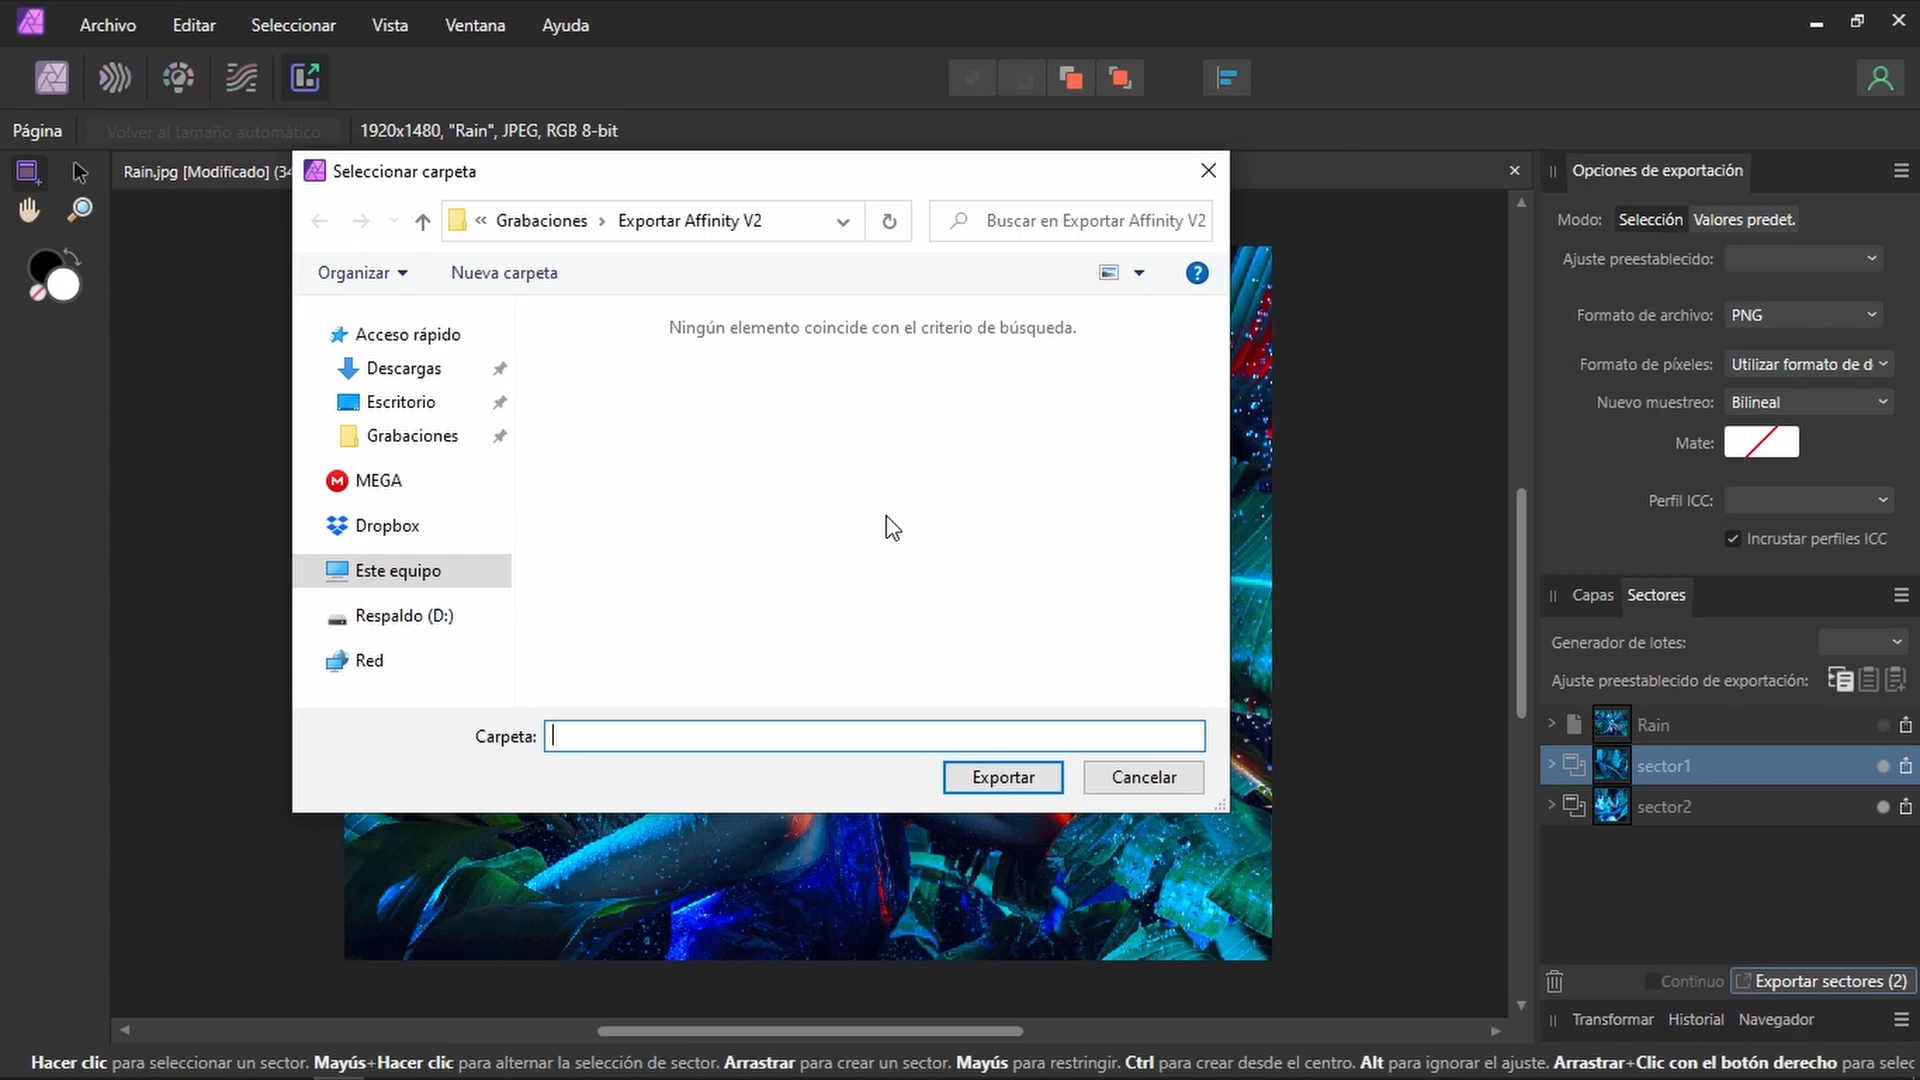 Archivo Editar Seleccionar Vista Ventana Ayuda
Página Volver al tamaño automático 1920x1480, "Rain", JPEG, RGB 8-bit
Rain.jpg [Modificado] (34
Seleccionar carpeta
« Grabaciones › Exportar Affinity V2
Buscar en Exportar Affinity V2
Organizar Nueva carpeta
Ningún elemento coincide con el criterio de búsqueda.
Acceso rápido
Descargas
Escritorio
Grabaciones
MEGA
Dropbox
Este equipo
Respaldo (D:)
Red
Carpeta:
Exportar Cancelar
Opciones de exportación
Modo: Selección Valores predet.
Ajuste preestablecido:
Formato de archivo: PNG
Formato de píxeles: Utilizar formato de d
Nuevo muestreo: Bilineal
Mate:
Perfil ICC:
Incrustar perfiles ICC
Capas Sectores
Generador de lotes:
Ajuste preestablecido de exportación:
Rain
sector1
sector2
Continuo Exportar sectores (2)
Transformar Historial Navegador
Hacer clic para seleccionar un sector. Mayús+Hacer clic para alternar la selección de sector. Arrastrar para crear un sector. Mayús para restringir. Ctrl para crear desde el centro. Alt para ignorar el ajuste. Arrastrar+Clic con el botón derecho para selec